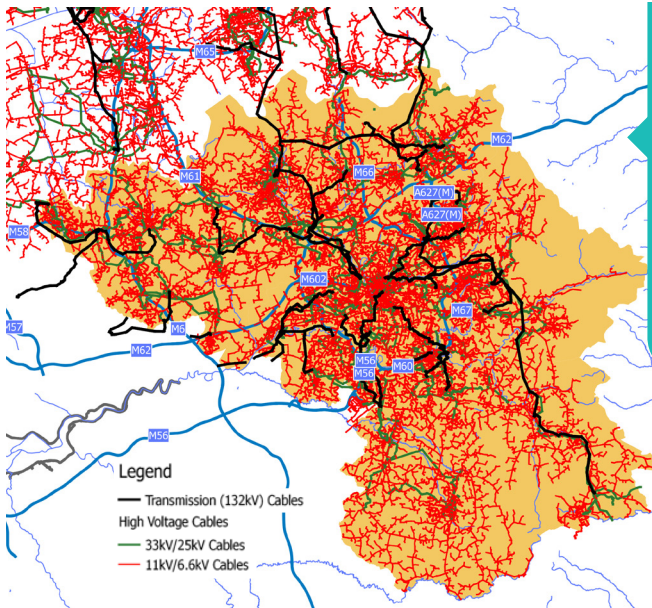 M65
M62
M61
M66
A627(M)
A627(M)
M58
M602
M67
M57
M6
M62
M56
M60
M56
M56
Legend
Transmission (132kV) Cables
High Voltage Cables
33kV/25kV Cables
11kV/6.6kV Cables